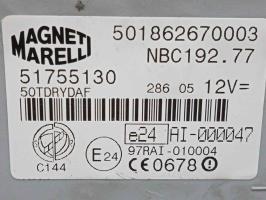 MAGNETI
MARELLI
501862670003
NBC192.77
51755130
50TDRYDAF
286 05 12V=
e24 AI-000047
E24
97RAI-010004
C144
CE0678 !